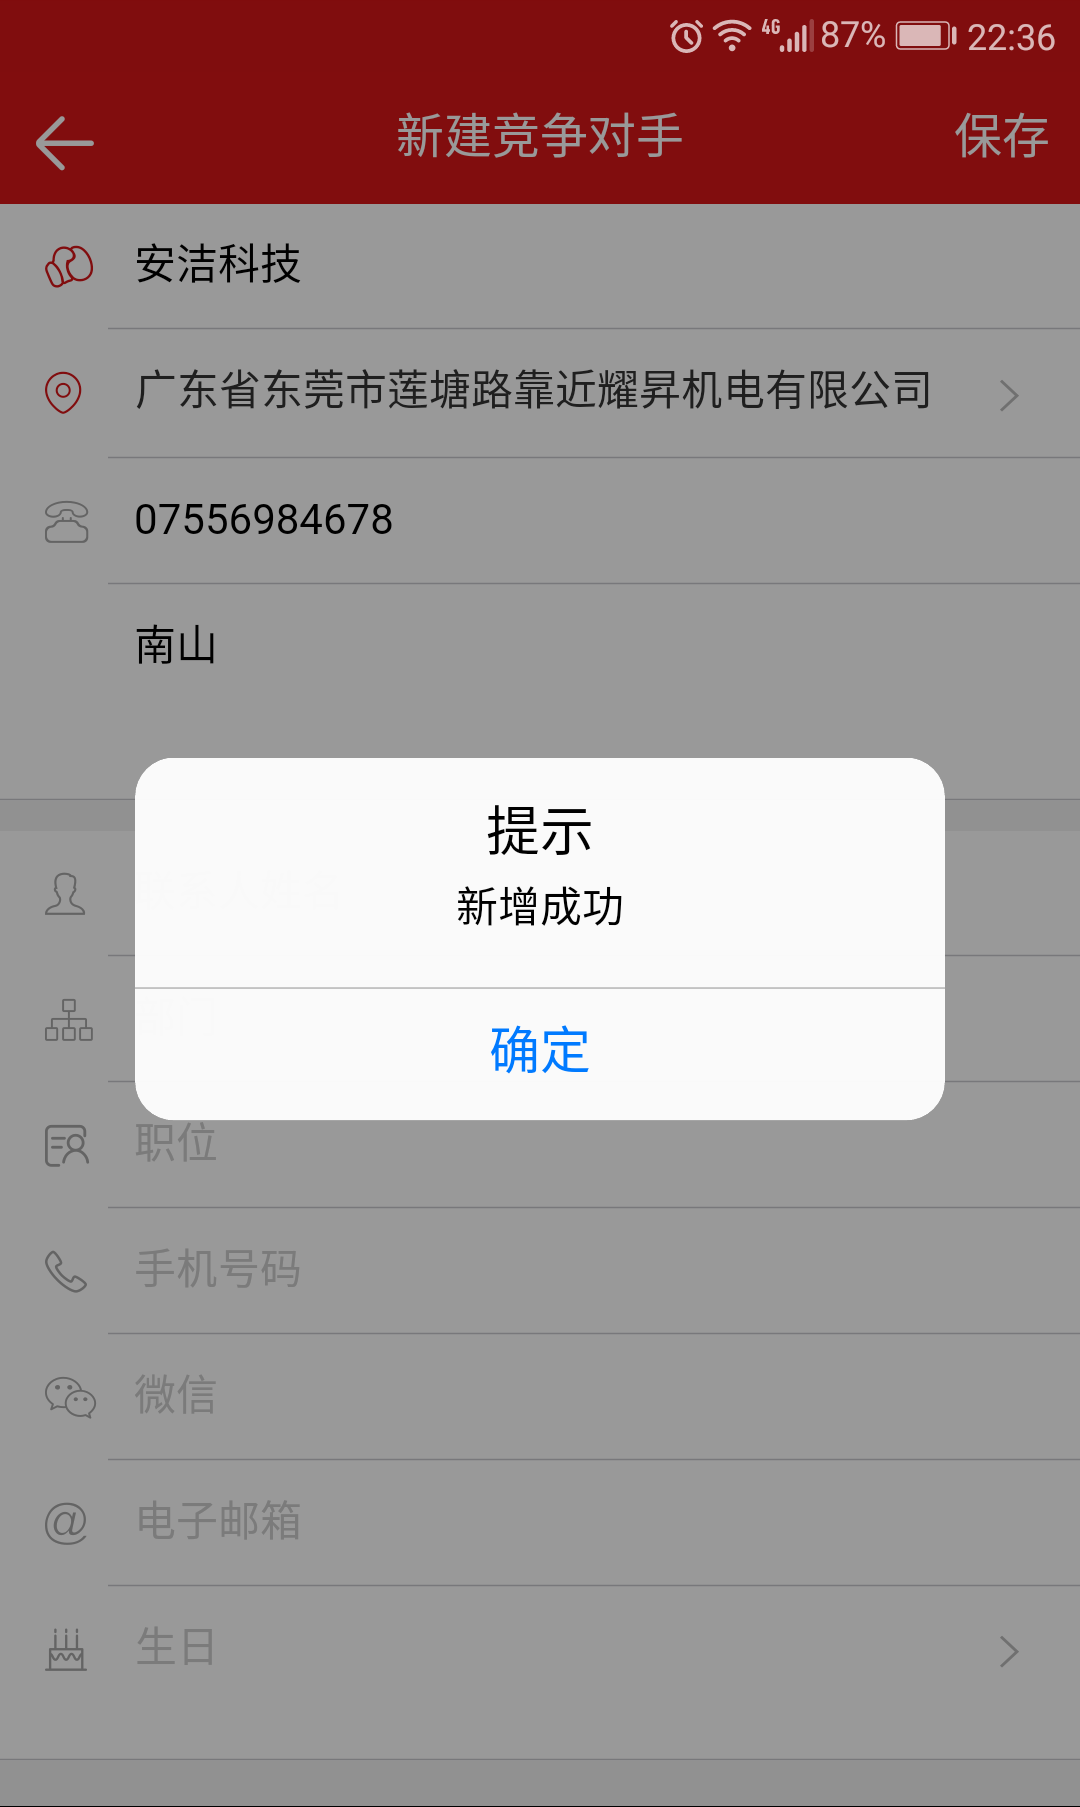 4G 87% 22:36
新建竞争对手 保存
安洁科技
广东省东莞市莲塘路靠近耀昇机电有限公司
07556984678
南山
提示
新增成功
确定
职位
手机号码
微信
@ 电子邮箱
生日